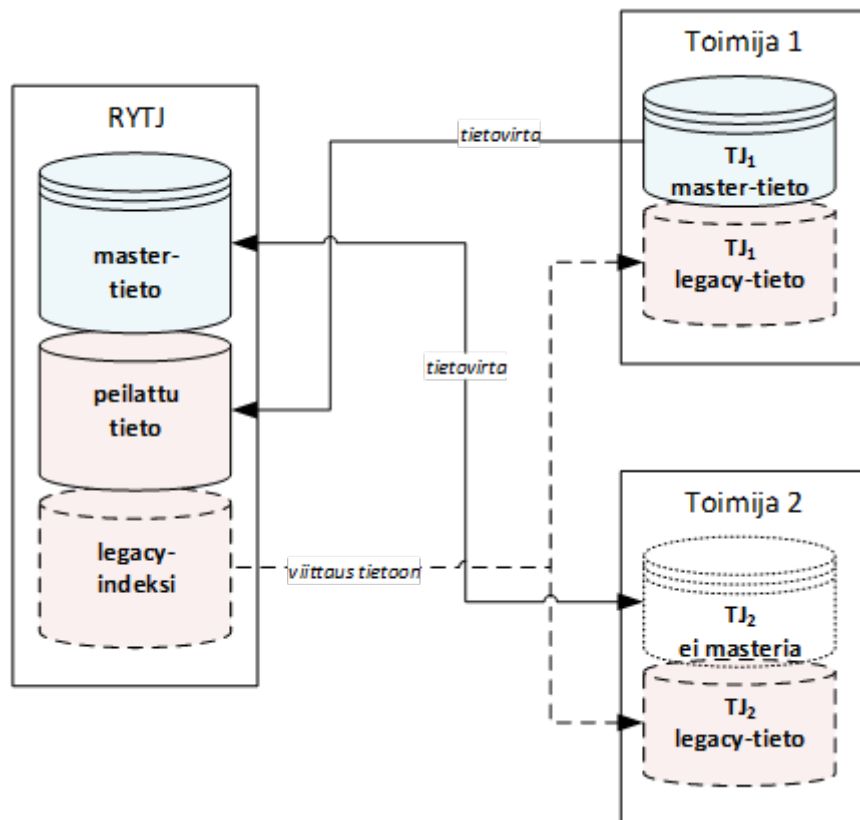 RYTJ
master-
tieto
peilattu
tieto
legacy-
indeksi
tietovirta
tietovirta
viittaus tietoon
Toimija 1
TJ₁
master-tieto
TJ₁
legacy-tieto
Toimija 2
TJ₂
ei masteria
TJ₂
legacy-tieto